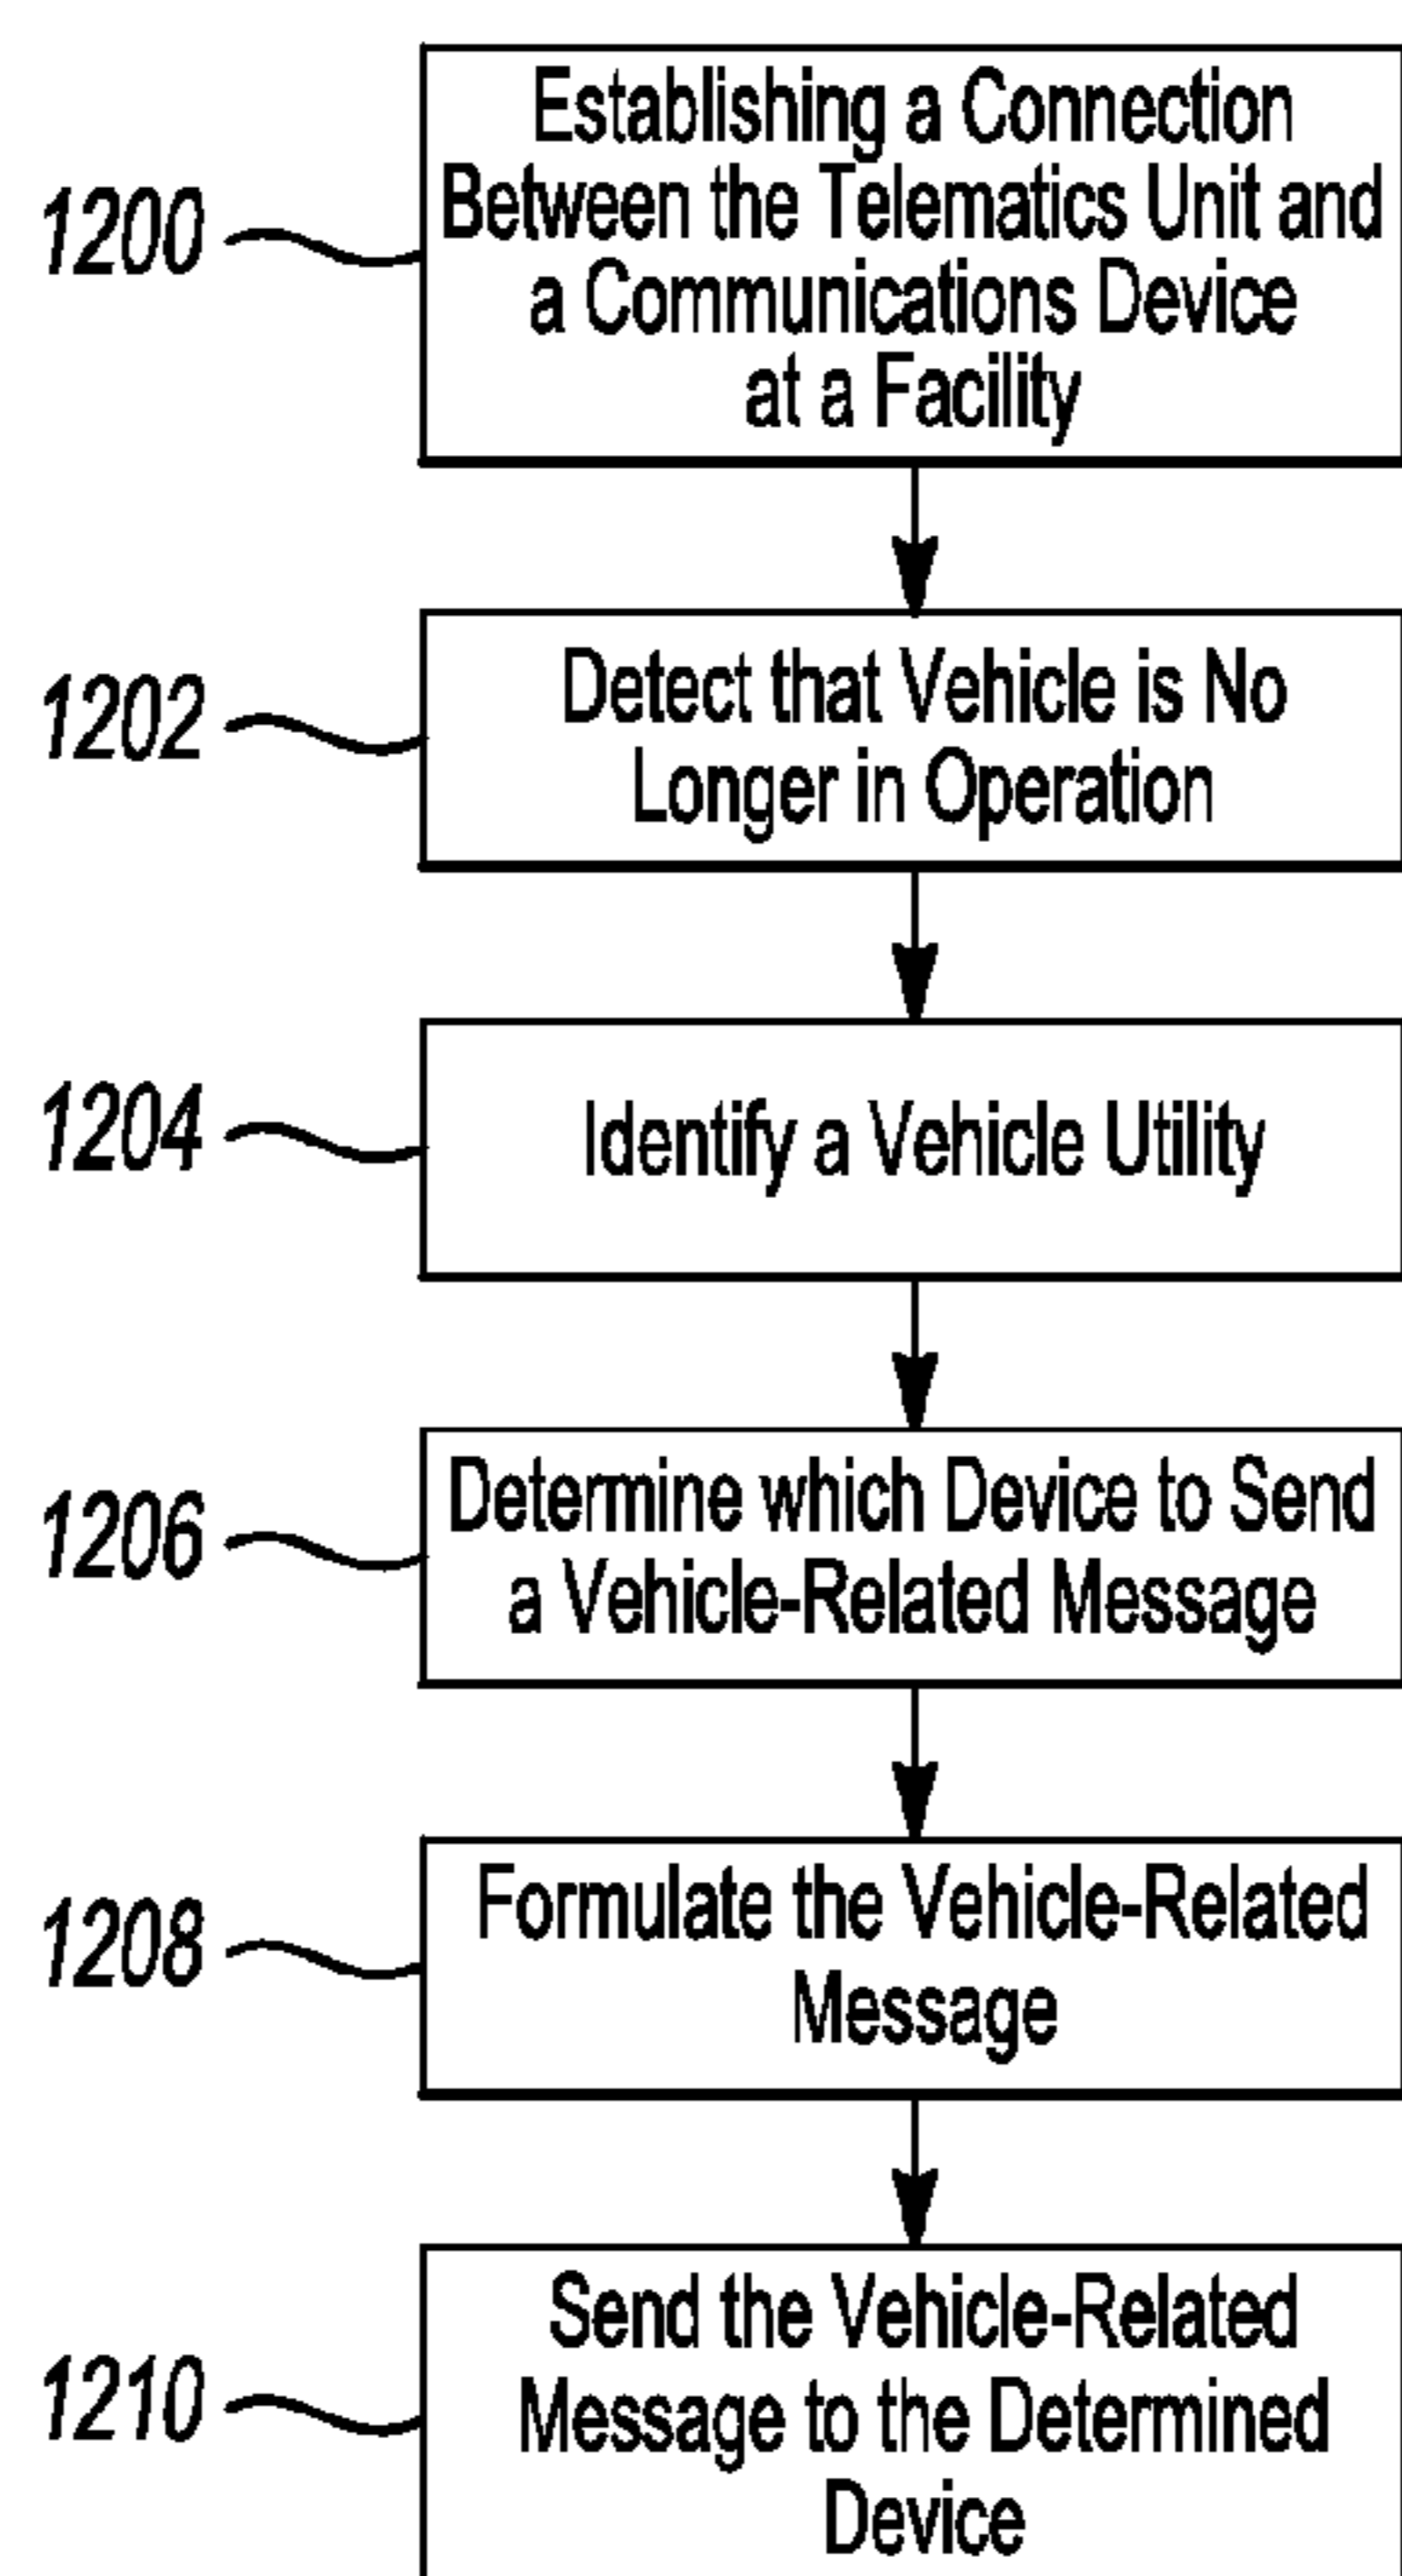 Establishing a Connection
Between the Telematics Unit and
a Communications Device
at a Facility
1200
Detect that Vehicle is No
Longer in Operation
1202
Identify a Vehicle Utility
1204
Determine which Device to Send
a Vehicle-Related Message
1206
Formulate the Vehicle-Related
Message
1208
Send the Vehicle-Related
Message to the Determined
Device
1210